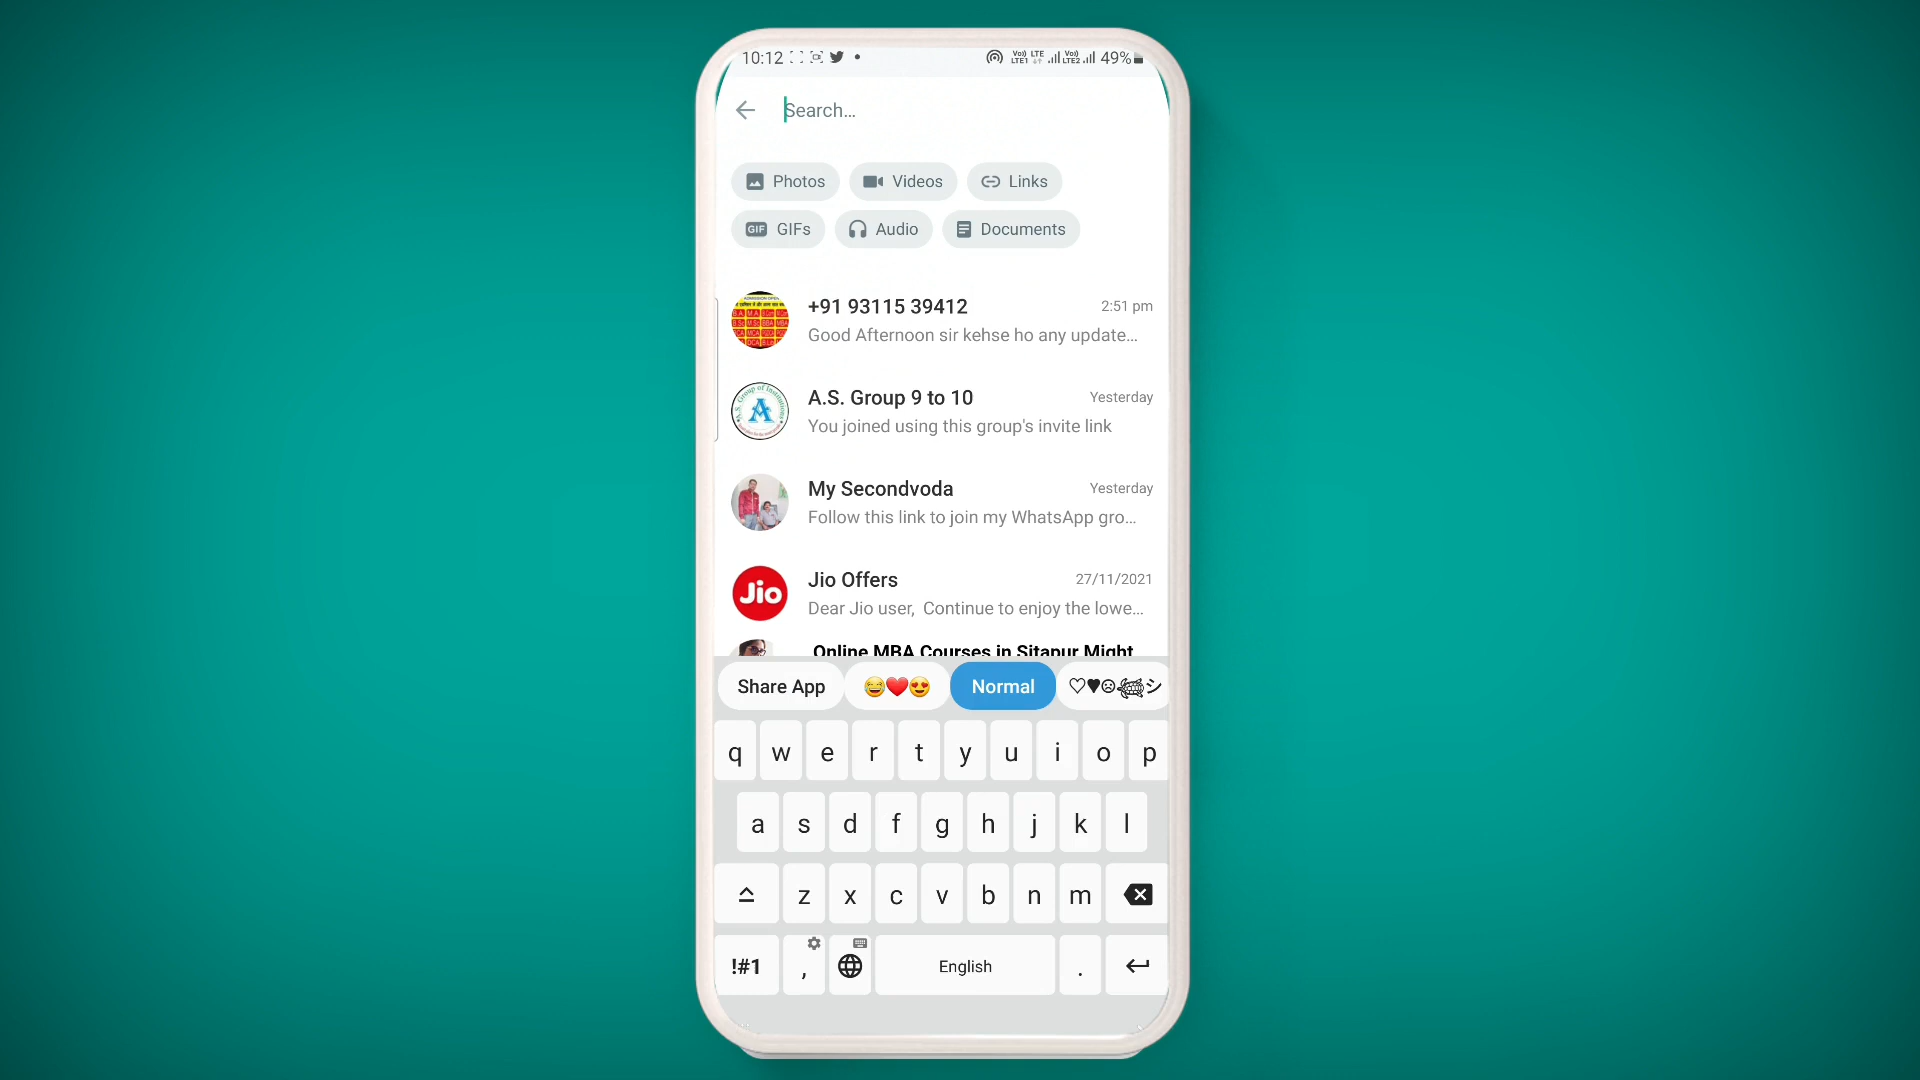 10:12 49%
Search...
Photos Videos Links
GIF GIFs Audio Documents
+91 93115 39412 2:51 pm
Good Afternoon sir kehse ho any update...
A.S. Group 9 to 10 Yesterday
You joined using this group's invite link
My Secondvoda Yesterday
Follow this link to join my WhatsApp gro...
Jio
Jio Offers 27/11/2021
Dear Jio user, Continue to enjoy the lowe...
Online MBA Courses in Sitapur Might
Share App 😂❤️😍 Normal
q w e r t y u i o p
a s d f g h j k l
z x c v b n m
!#1 , English .